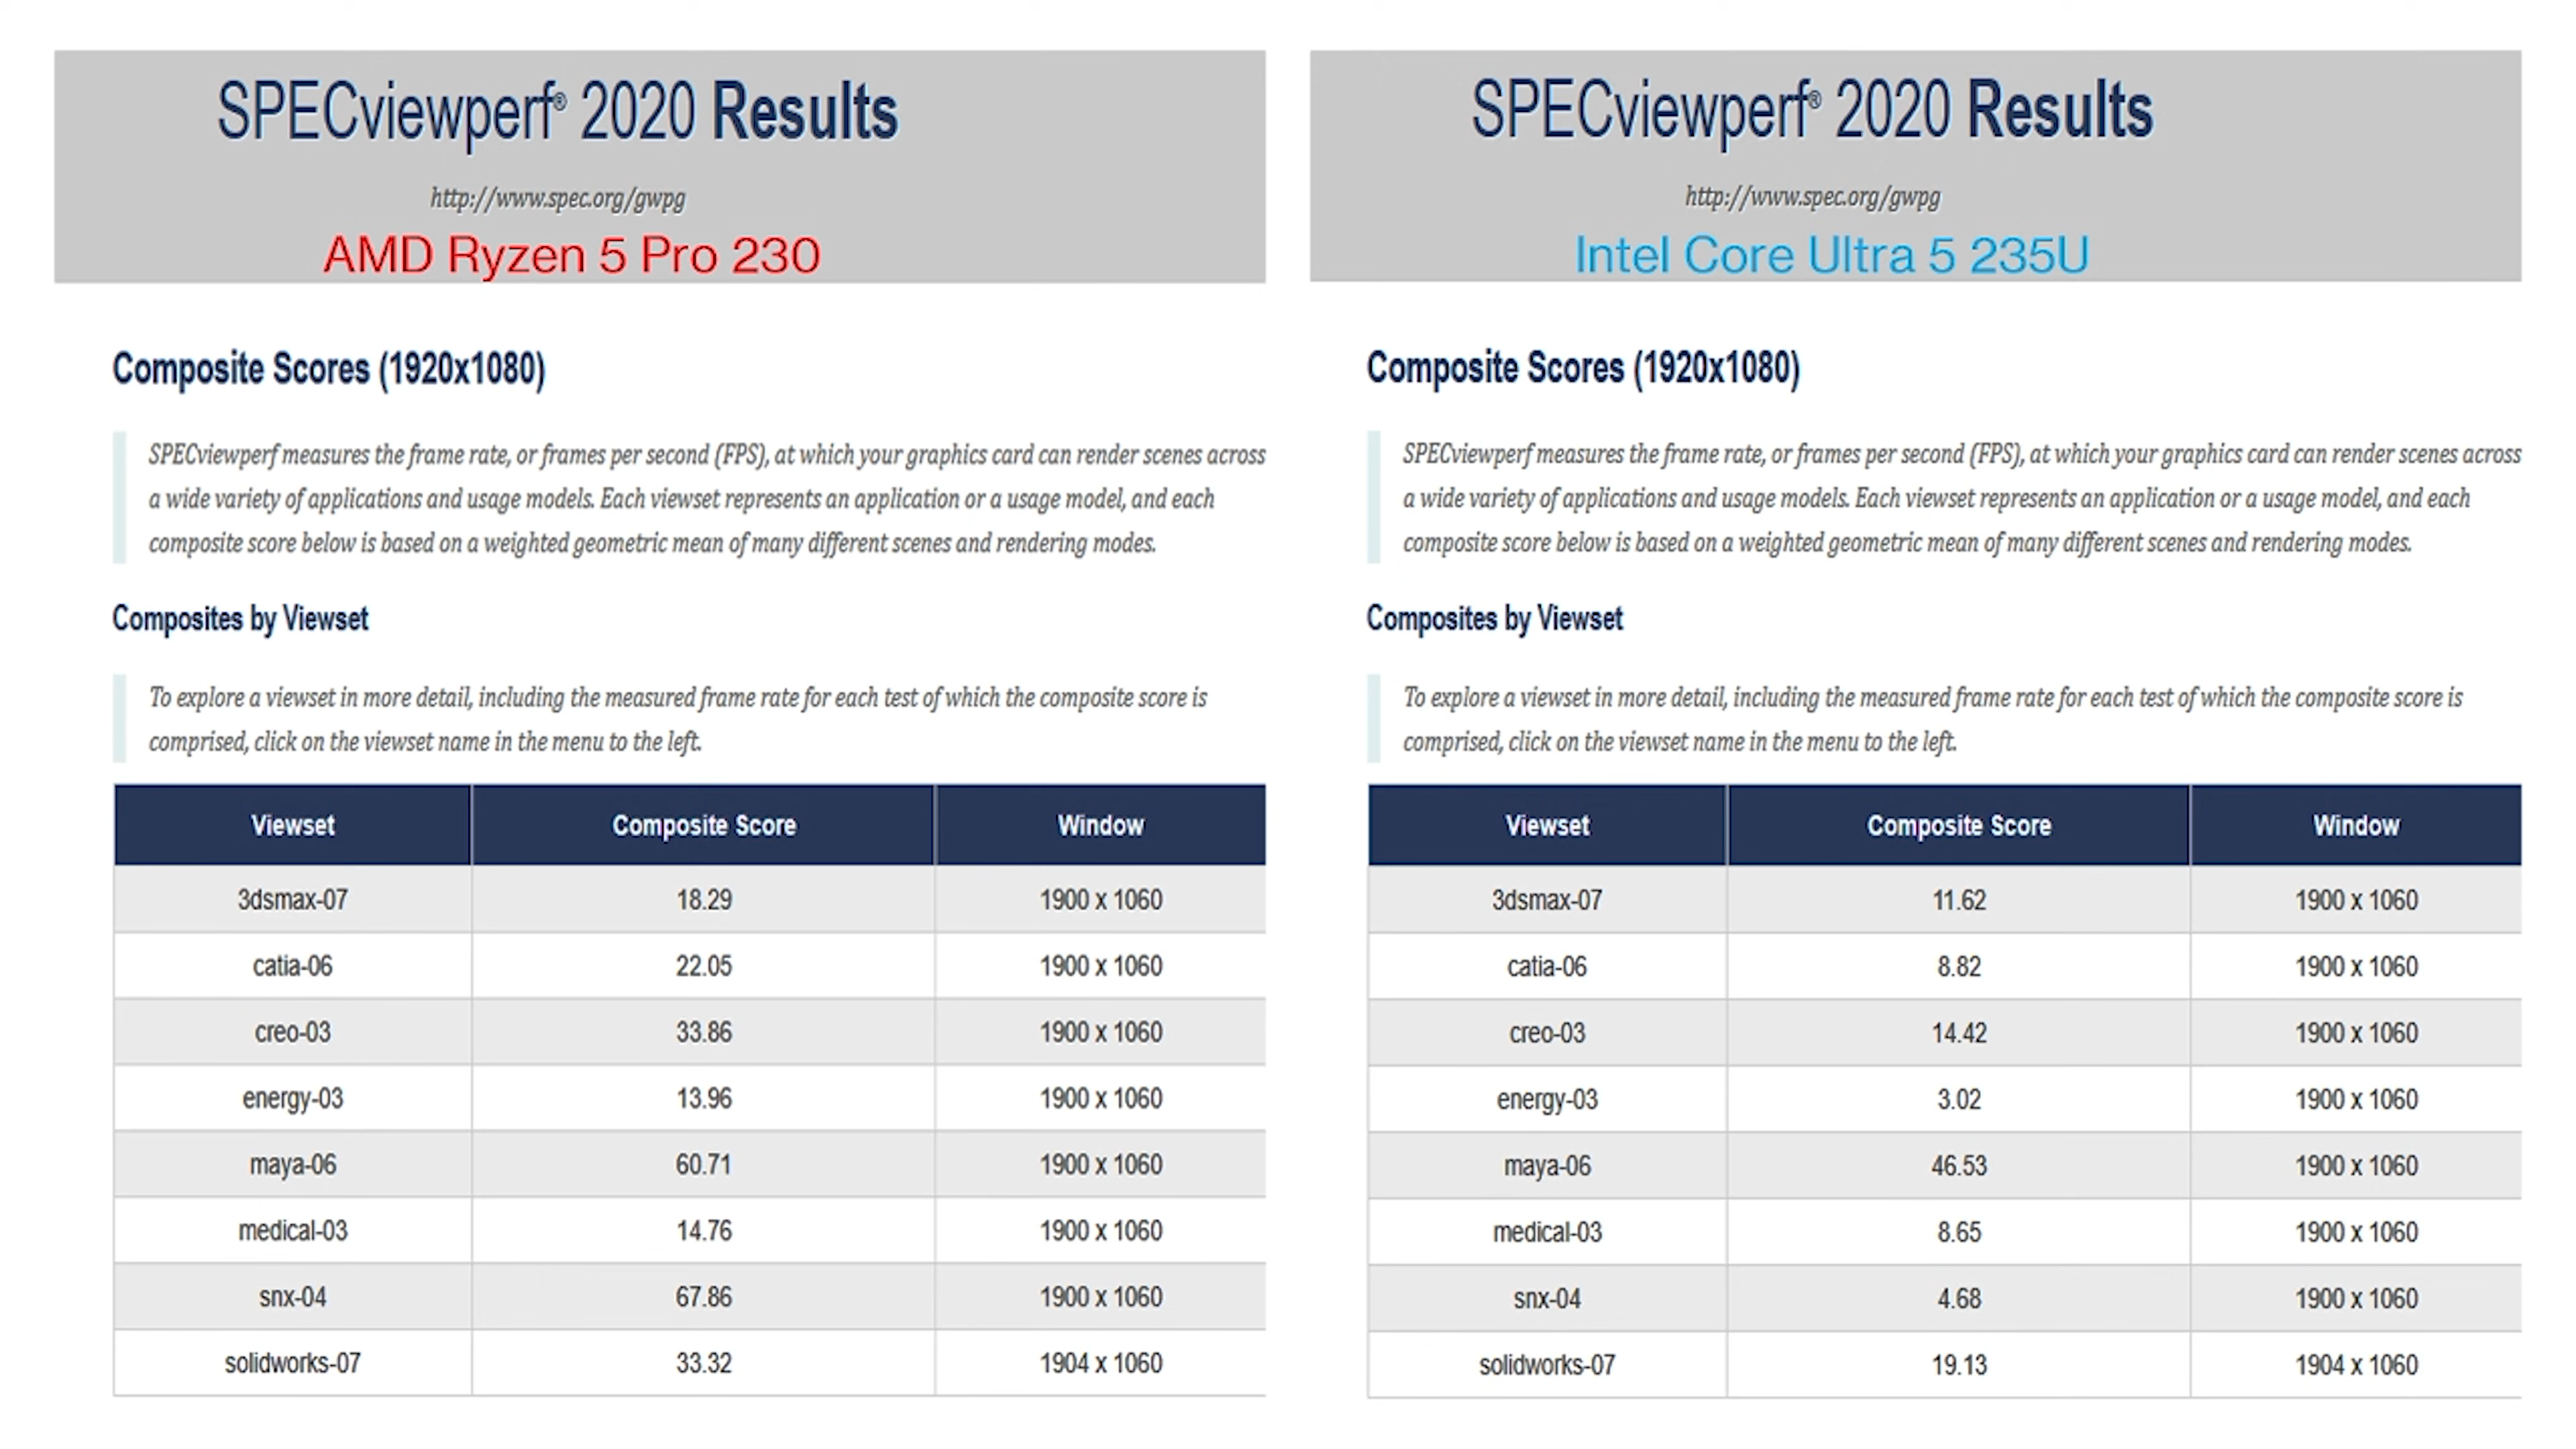 SPECviewperf® 2020 Results
http://www.spec.org/gwpg
AMD Ryzen 5 Pro 230
Composite Scores (1920x1080)
SPECviewperf measures the frame rate, or frames per second (FPS), at which your graphics card can render scenes across
a wide variety of applications and usage models. Each viewset represents an application or a usage model, and each
composite score below is based on a weighted geometric mean of many different scenes and rendering modes.
Composites by Viewset
To explore a viewset in more detail, including the measured frame rate for each test of which the composite score is
comprised, click on the viewset name in the menu to the left.
Viewset Composite Score Window
3dsmax-07 18.29 1900 x 1060
catia-06 22.05 1900 x 1060
creo-03 33.86 1900 x 1060
energy-03 13.96 1900 x 1060
maya-06 60.71 1900 x 1060
medical-03 14.76 1900 x 1060
snx-04 67.86 1900 x 1060
solidworks-07 33.32 1904 x 1060
SPECviewperf® 2020 Results
http://www.spec.org/gwpg
Intel Core Ultra 5 235U
Composite Scores (1920x1080)
SPECviewperf measures the frame rate, or frames per second (FPS), at which your graphics card can render scenes across
a wide variety of applications and usage models. Each viewset represents an application or a usage model, and each
composite score below is based on a weighted geometric mean of many different scenes and rendering modes.
Composites by Viewset
To explore a viewset in more detail, including the measured frame rate for each test of which the composite score is
comprised, click on the viewset name in the menu to the left.
Viewset Composite Score Window
3dsmax-07 11.62 1900 x 1060
catia-06 8.82 1900 x 1060
creo-03 14.42 1900 x 1060
energy-03 3.02 1900 x 1060
maya-06 46.53 1900 x 1060
medical-03 8.65 1900 x 1060
snx-04 4.68 1900 x 1060
solidworks-07 19.13 1904 x 1060